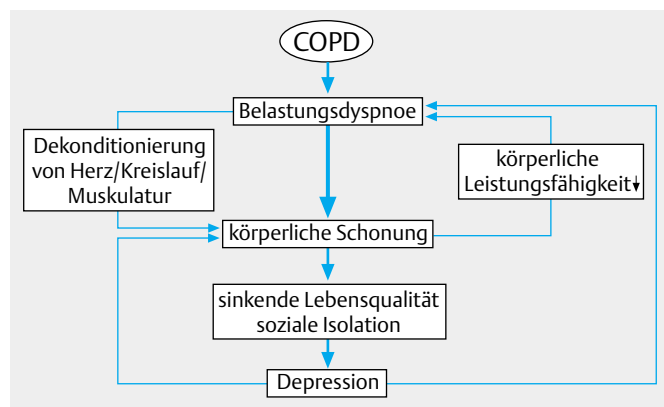 COPD
Belastungsdyspnoe
Dekonditionierung
von Herz/Kreislauf/
Muskulatur
körperliche
Leistungsfähigkeit↓
körperliche Schonung
sinkende Lebensqualität
soziale Isolation
Depression